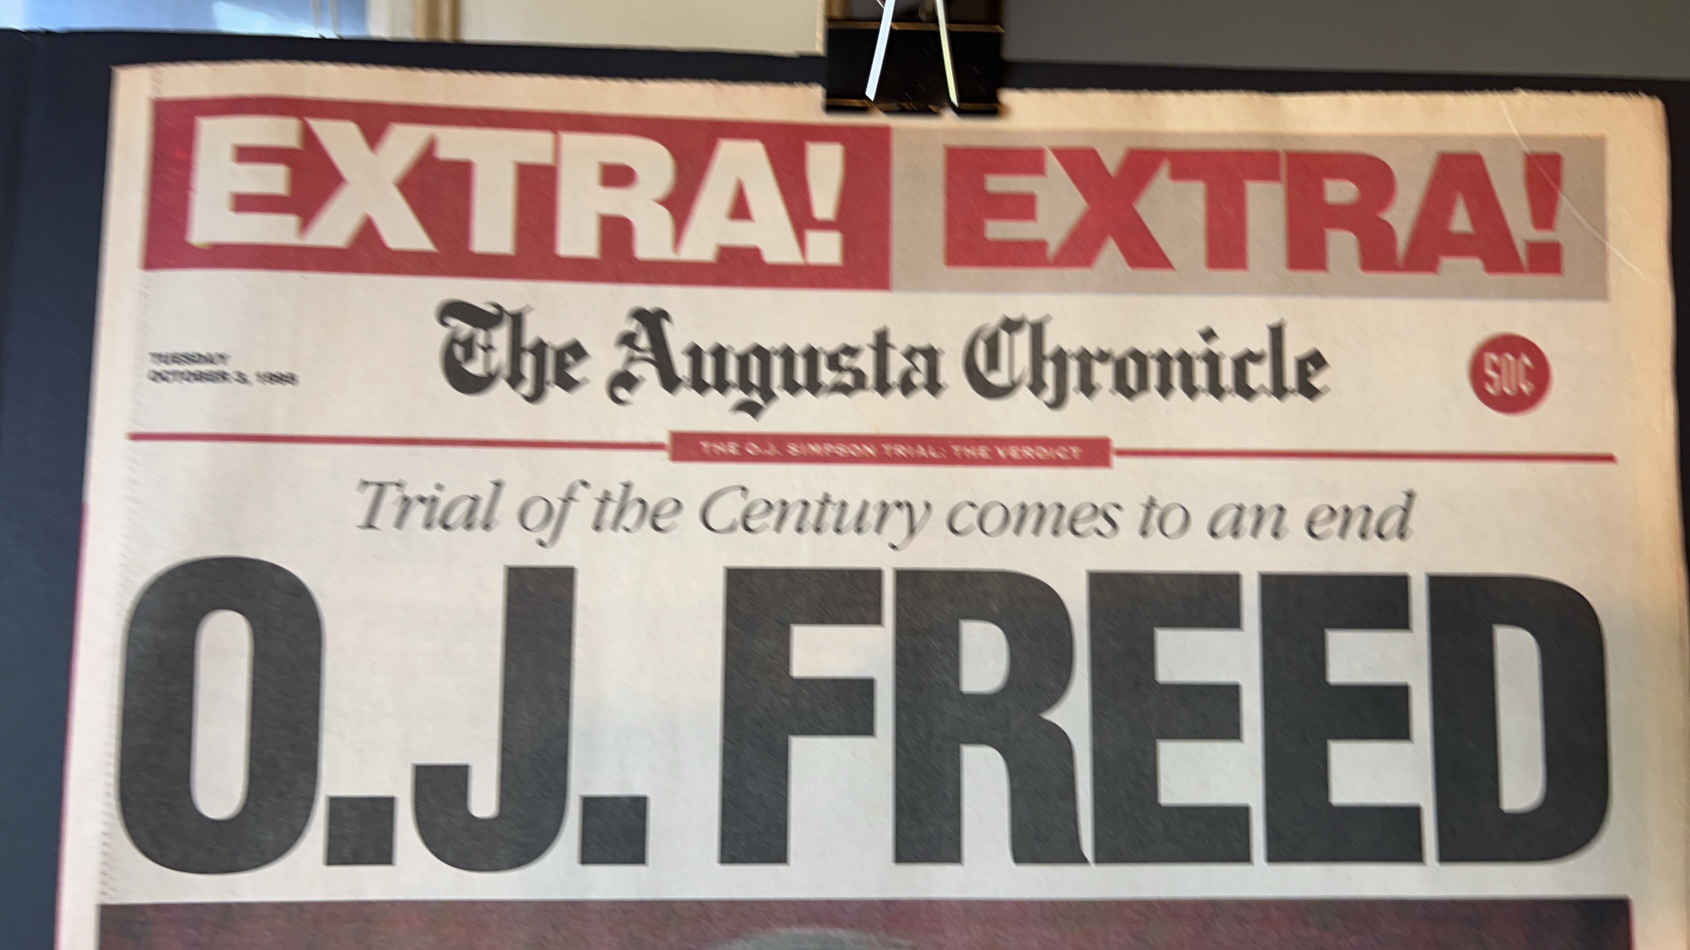 EXTRA! EXTRA!
The Augusta Chronicle
TUESDAY
OCTOBER 3, 1995
50¢
THE O.J. SIMPSON TRIAL: THE VERDICT
Trial of the Century comes to an end
O.J. FREED